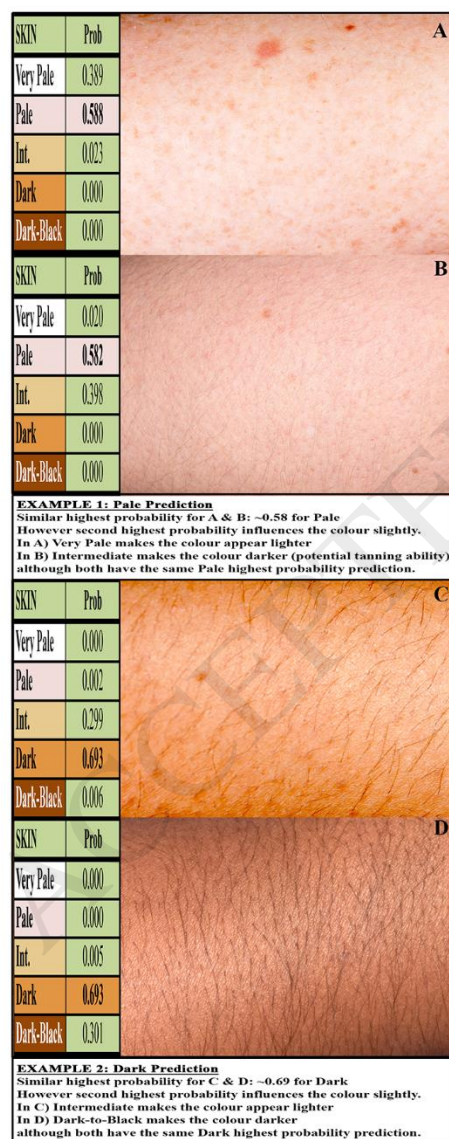 SKIN Prob A
Very Pale 0.389
Pale 0.588
Int. 0.023
Dark 0.000
Dark-Black 0.000
SKIN Prob B
Very Pale 0.020
Pale 0.582
Int. 0.398
Dark 0.000
Dark-Black 0.000
EXAMPLE 1: Pale Prediction
Similar highest probability for A & B: ~0.58 for Pale
However second highest probability influences the colour slightly.
In A) Very Pale makes the colour appear lighter
In B) Intermediate makes the colour darker (potential tanning ability)
although both have the same Pale highest probability prediction.
SKIN Prob C
Very Pale 0.000
Pale 0.002
Int. 0.299
Dark 0.693
Dark-Black 0.006
SKIN Prob D
Very Pale 0.000
Pale 0.000
Int. 0.005
Dark 0.693
Dark-Black 0.301
EXAMPLE 2: Dark Prediction
Similar highest probability for C & D: ~0.69 for Dark
However second highest probability influences the colour slightly.
In C) Intermediate makes the colour appear lighter
In D) Dark-to-Black makes the colour darker
although both have the same Dark highest probability prediction.